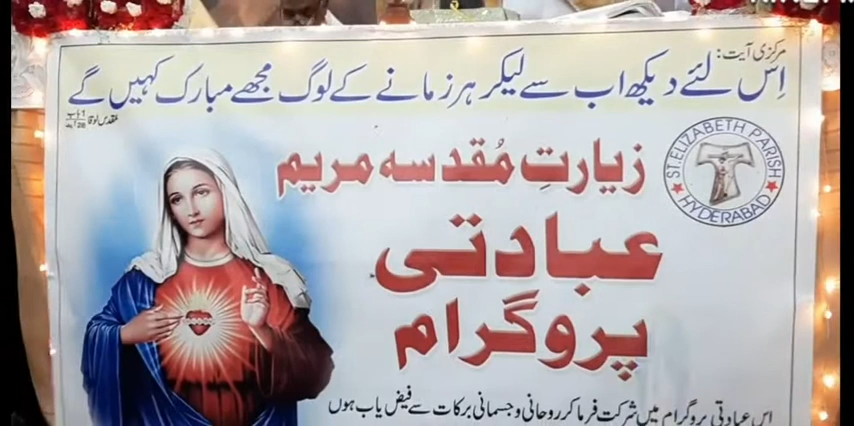 مرکزی آیت:
اِس لئے دیکھ اب سے لیکر ہر زمانے کے لوگ مجھے مبارک کہیں گے
مقدس لوقا
زیارتِ مُقدسہ مریم
ST.ELIZABETH PARISH
HYDERABAD
عبادتی
پروگرام
اس عبادتی پروگرام میں شرکت فرما کر روحانی و جسمانی برکات سے فیض یاب ہوں